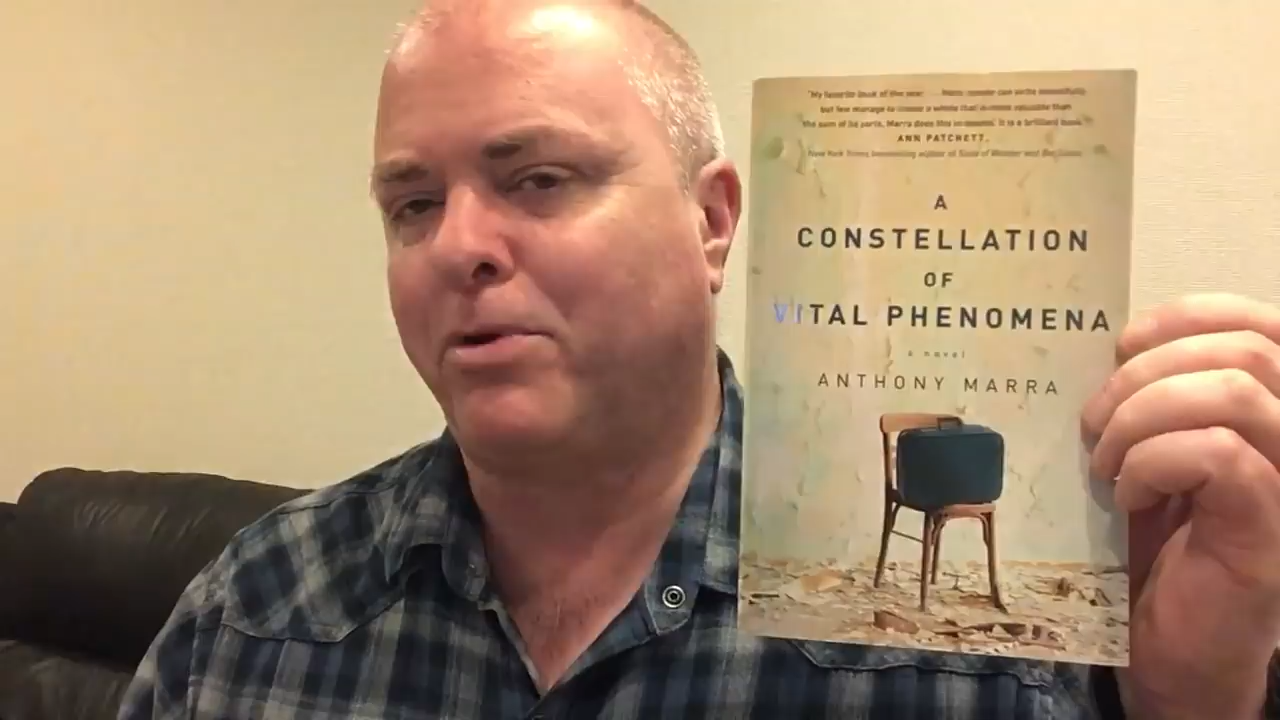 "My favorite book of the year. . . . Many people can write beautifully
but few manage to create a whole that is more valuable than
the sum of its parts. Marra does this in spades. It is a brilliant book."
ANN PATCHETT,
New York Times bestselling author of State of Wonder and Bel Canto
A
CONSTELLATION
OF
VITAL PHENOMENA
a novel
ANTHONY MARRA